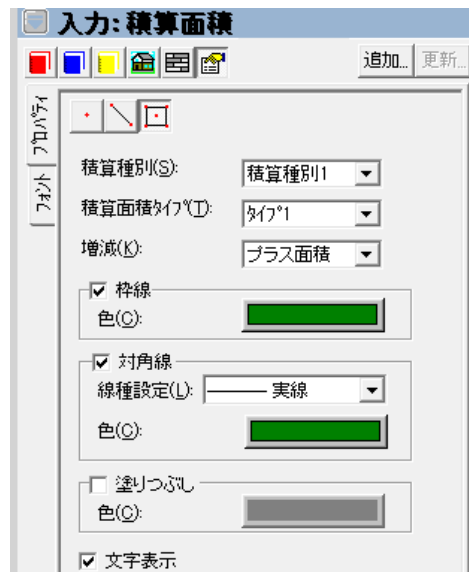 入力: 積算面積
追加... 更新...
プロパティ
フォント
積算種別(S): 積算種別1
積算面積ﾀｲﾌﾟ(T): ﾀｲﾌﾟ1
増減(K): プラス面積
枠線
色(C):
対角線
線種設定(L): 実線
色(C):
塗りつぶし
色(C):
文字表示